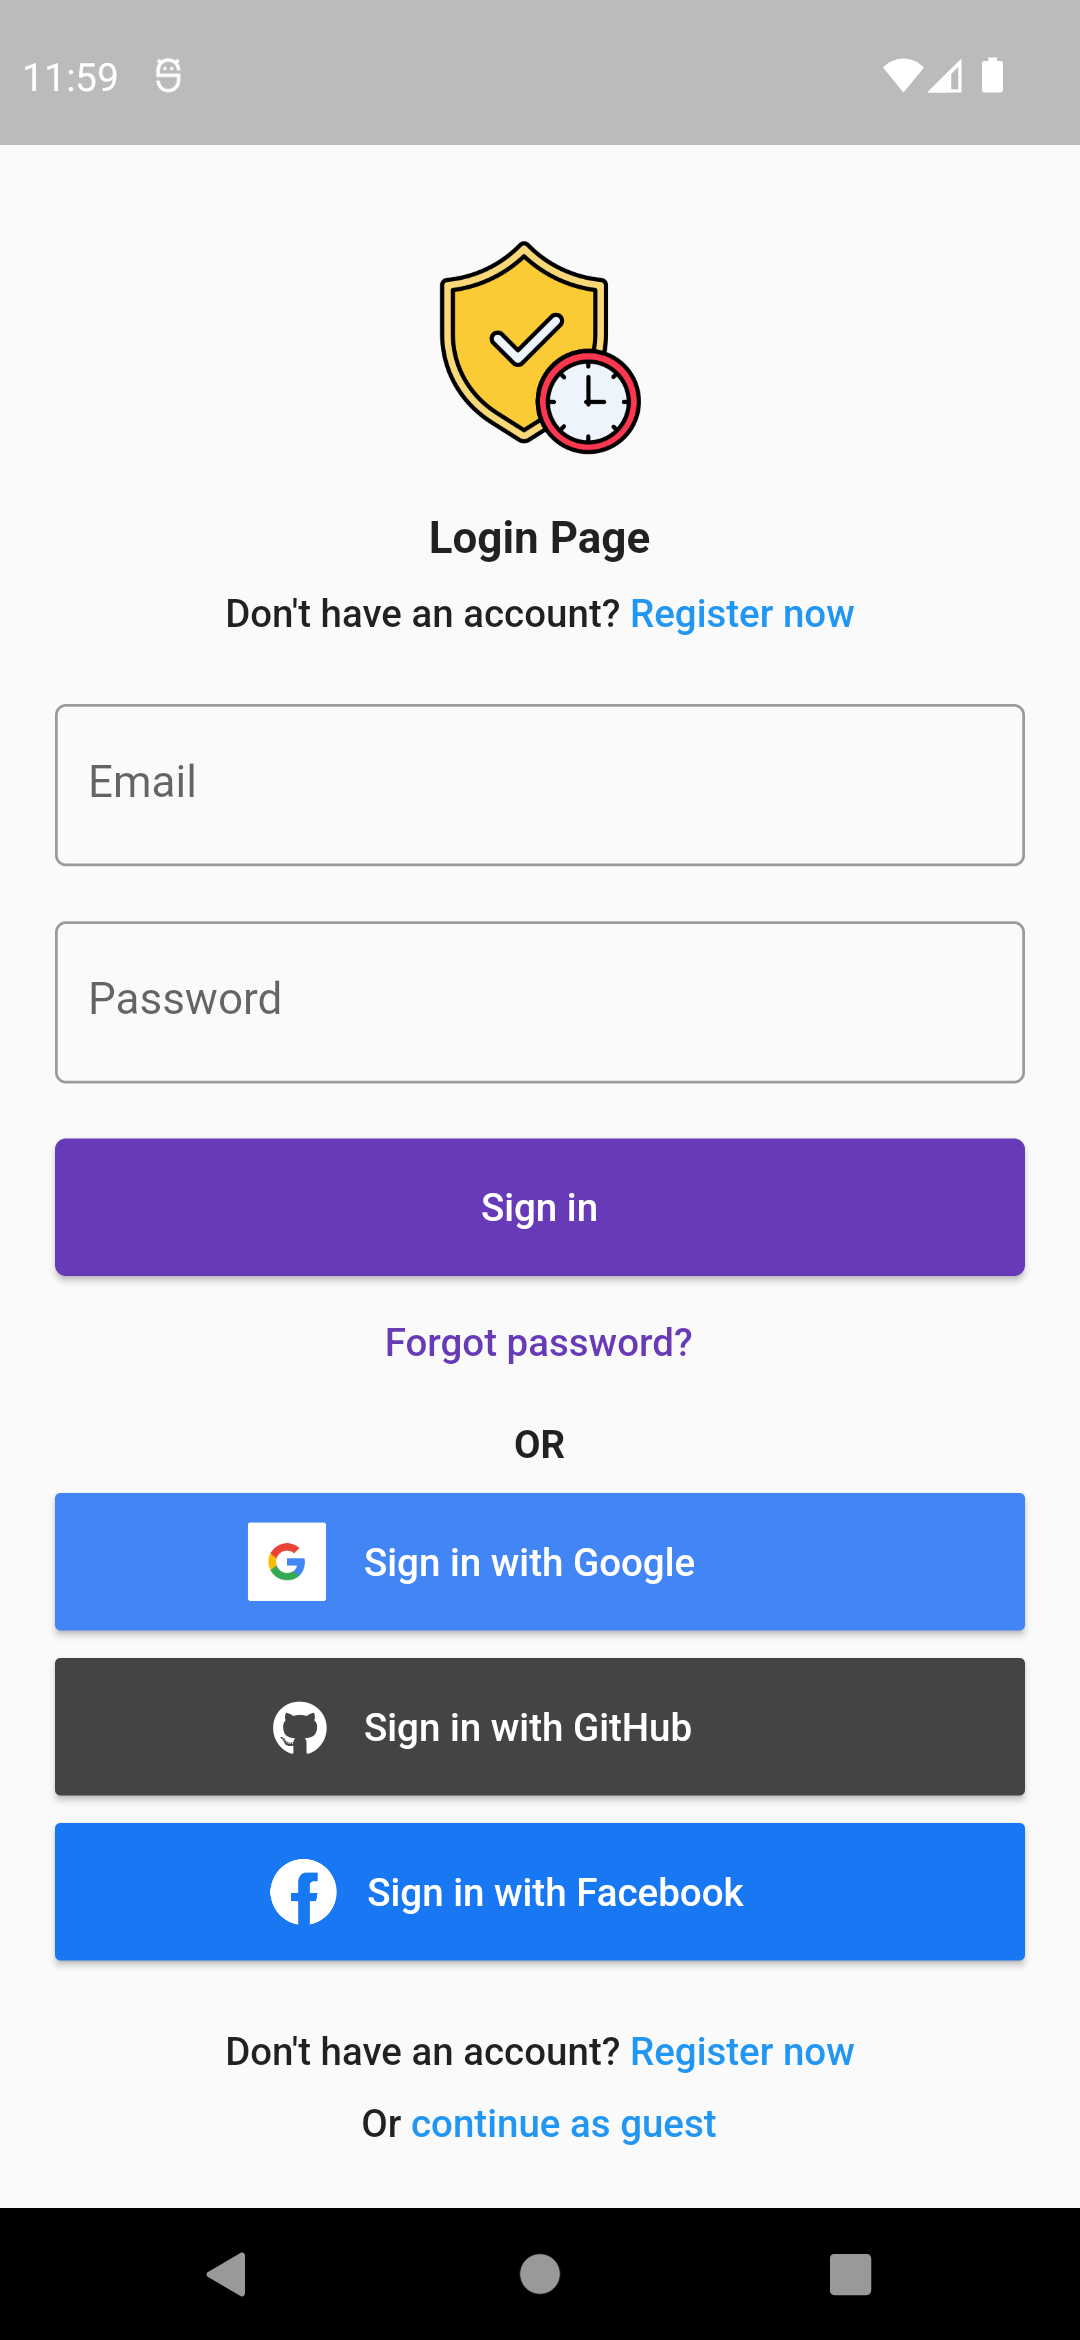 11:59
Login Page
Don't have an account? Register now
Email
Password
Sign in
Forgot password?
OR
Sign in with Google
Sign in with GitHub
Sign in with Facebook
Don't have an account? Register now
Or continue as guest